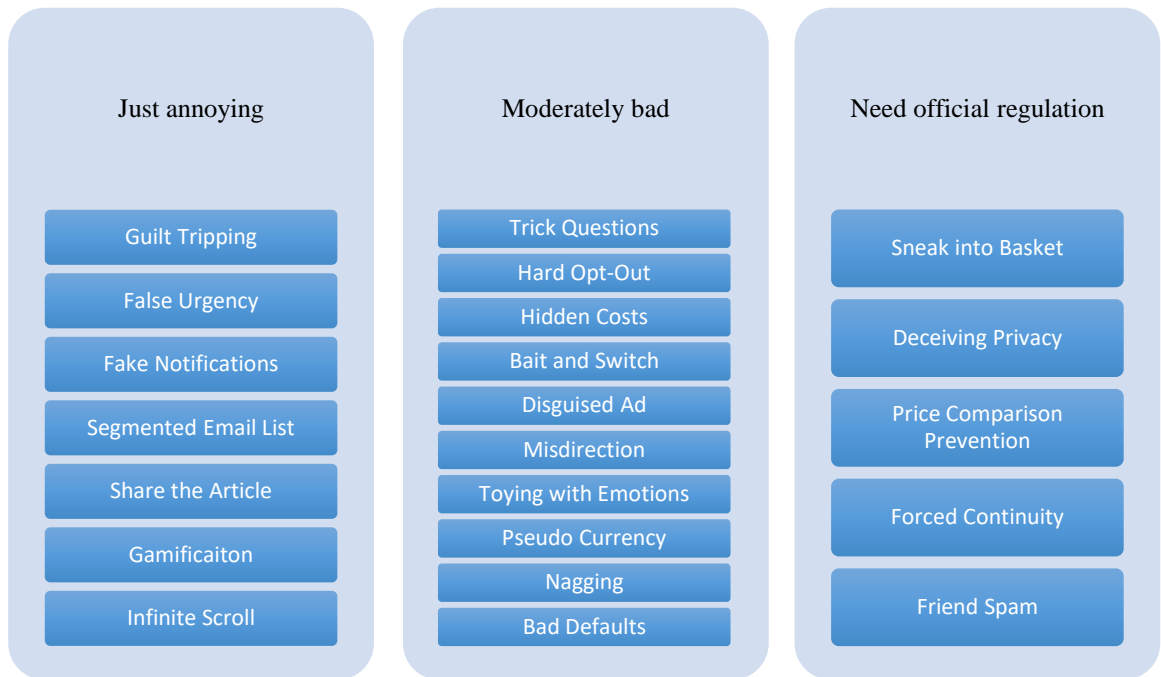 Just annoying
Guilt Tripping
False Urgency
Fake Notifications
Segmented Email List
Share the Article
Gamificaiton
Infinite Scroll
Moderately bad
Trick Questions
Hard Opt-Out
Hidden Costs
Bait and Switch
Disguised Ad
Misdirection
Toying with Emotions
Pseudo Currency
Nagging
Bad Defaults
Need official regulation
Sneak into Basket
Deceiving Privacy
Price Comparison
Prevention
Forced Continuity
Friend Spam